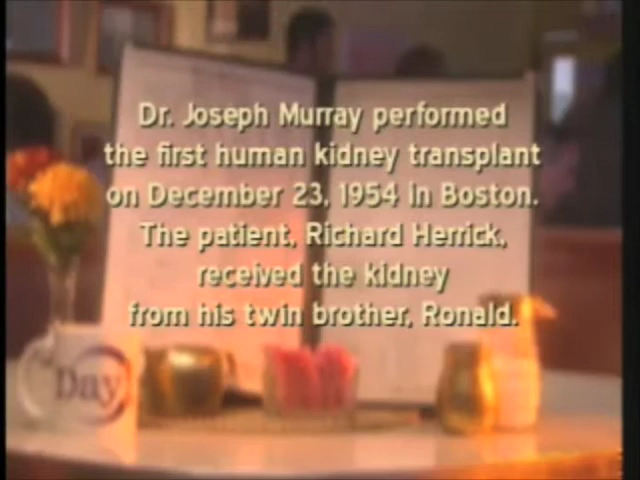 Dr. Joseph Murray performed
the first human kidney transplant
on December 23, 1954 in Boston.
The patient, Richard Herrick,
received the kidney
from his twin brother, Ronald.
Day